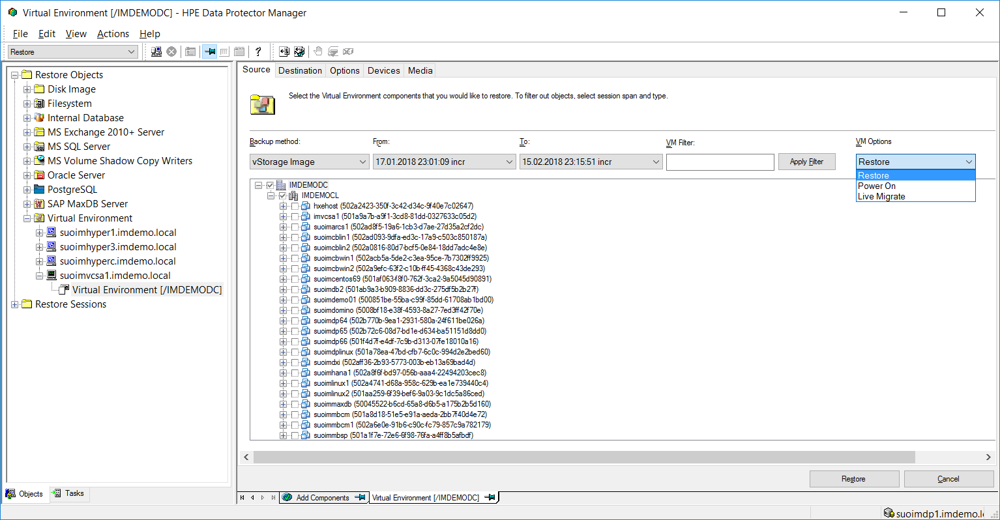 Virtual Environment [/IMDEMODC] - HPE Data Protector Manager
File Edit View Actions Help
Restore
?
Restore Objects
Disk Image
Filesystem
Internal Database
MS Exchange 2010+ Server
MS SQL Server
MS Volume Shadow Copy Writers
Oracle Server
PostgreSQL
SAP MaxDB Server
Virtual Environment
suoimhyper1.imdemo.local
suoimhyper3.imdemo.local
suoimhyperc.imdemo.local
suoimvcsa1.imdemo.local
Virtual Environment [/IMDEMODC]
Restore Sessions
Objects Tasks
Source Destination Options Devices Media
Select the Virtual Environment components that you would like to restore. To filter out objects, select session span and type.
Backup method: From: To: VM Filter: VM Options
vStorage Image 17.01.2018 23:01:09 incr 15.02.2018 23:15:51 incr Apply Filter Restore
Restore
Power On
Live Migrate
IMDEMODC
IMDEMOCL
hxehost (502a2423-350f-3c42-d34c-9f40e7c02647)
imvcsa1 (501a9a7b-a9f1-3cd8-81dd-0327633c05d2)
suoimarcs1 (502ad8f5-19a6-1cb3-d7ae-27d35a2cf2dc)
suoimcblin1 (502ad093-9dfa-ed3c-17a9-c503c850187a)
suoimcblin2 (502a0816-80d7-bcf5-0e84-18dd7adc4e8e)
suoimcbwin1 (502acb5a-5de2-c3ea-95ce-7b7302ff9925)
suoimcbwin2 (502a9efc-63f2-c10b-ff45-4368c43de293)
suoimcentos69 (501af063-f8f0-762f-3ca2-9a5045d90891)
suoimdb2 (501ab9a3-b909-8836-dd3c-275df5b2b27f)
suoimdemo01 (500851be-55ba-c99f-85dd-61708ab1bd00)
suoimdomino (5008bf18-e38f-4593-8a27-7ed3ff42f70e)
suoimdp64 (502b770b-9ea1-2931-580a-24f611be026a)
suoimdp65 (502b72c6-08d7-bd1e-d634-ba51151d8dd0)
suoimdp66 (501f4d7f-e4df-7c9b-d313-07fe18010a16)
suoimdplinux (501a78ea-47bd-cfb7-6c0c-994d2e2bed60)
suoimdxi (502aff36-2b93-5773-003b-eb13a69bad4d)
suoimhana1 (502a8f6f-bd97-056b-aaa4-22494203cec8)
suoimlinux1 (502a4741-d68a-958c-629b-ea1e739440c4)
suoimlinux2 (501aa259-6f39-bef6-9a03-9c1dc5a86ced)
suoimmaxdb (50045522-b6cd-65a8-d6b5-a175b2b5d160)
suoimmbcm (501a8d18-51e5-e91a-aeda-2bb7f40d4e72)
suoimmbcm1 (502a6e0e-91b6-c90c-fc79-857c9a782179)
suoimmbsp (501a1f7e-72e6-6f98-76fa-a4ff8b5afbdf)
Restore Cancel
Add Components Virtual Environment [/IMDEMODC]
suoimdp1.imdemo.l